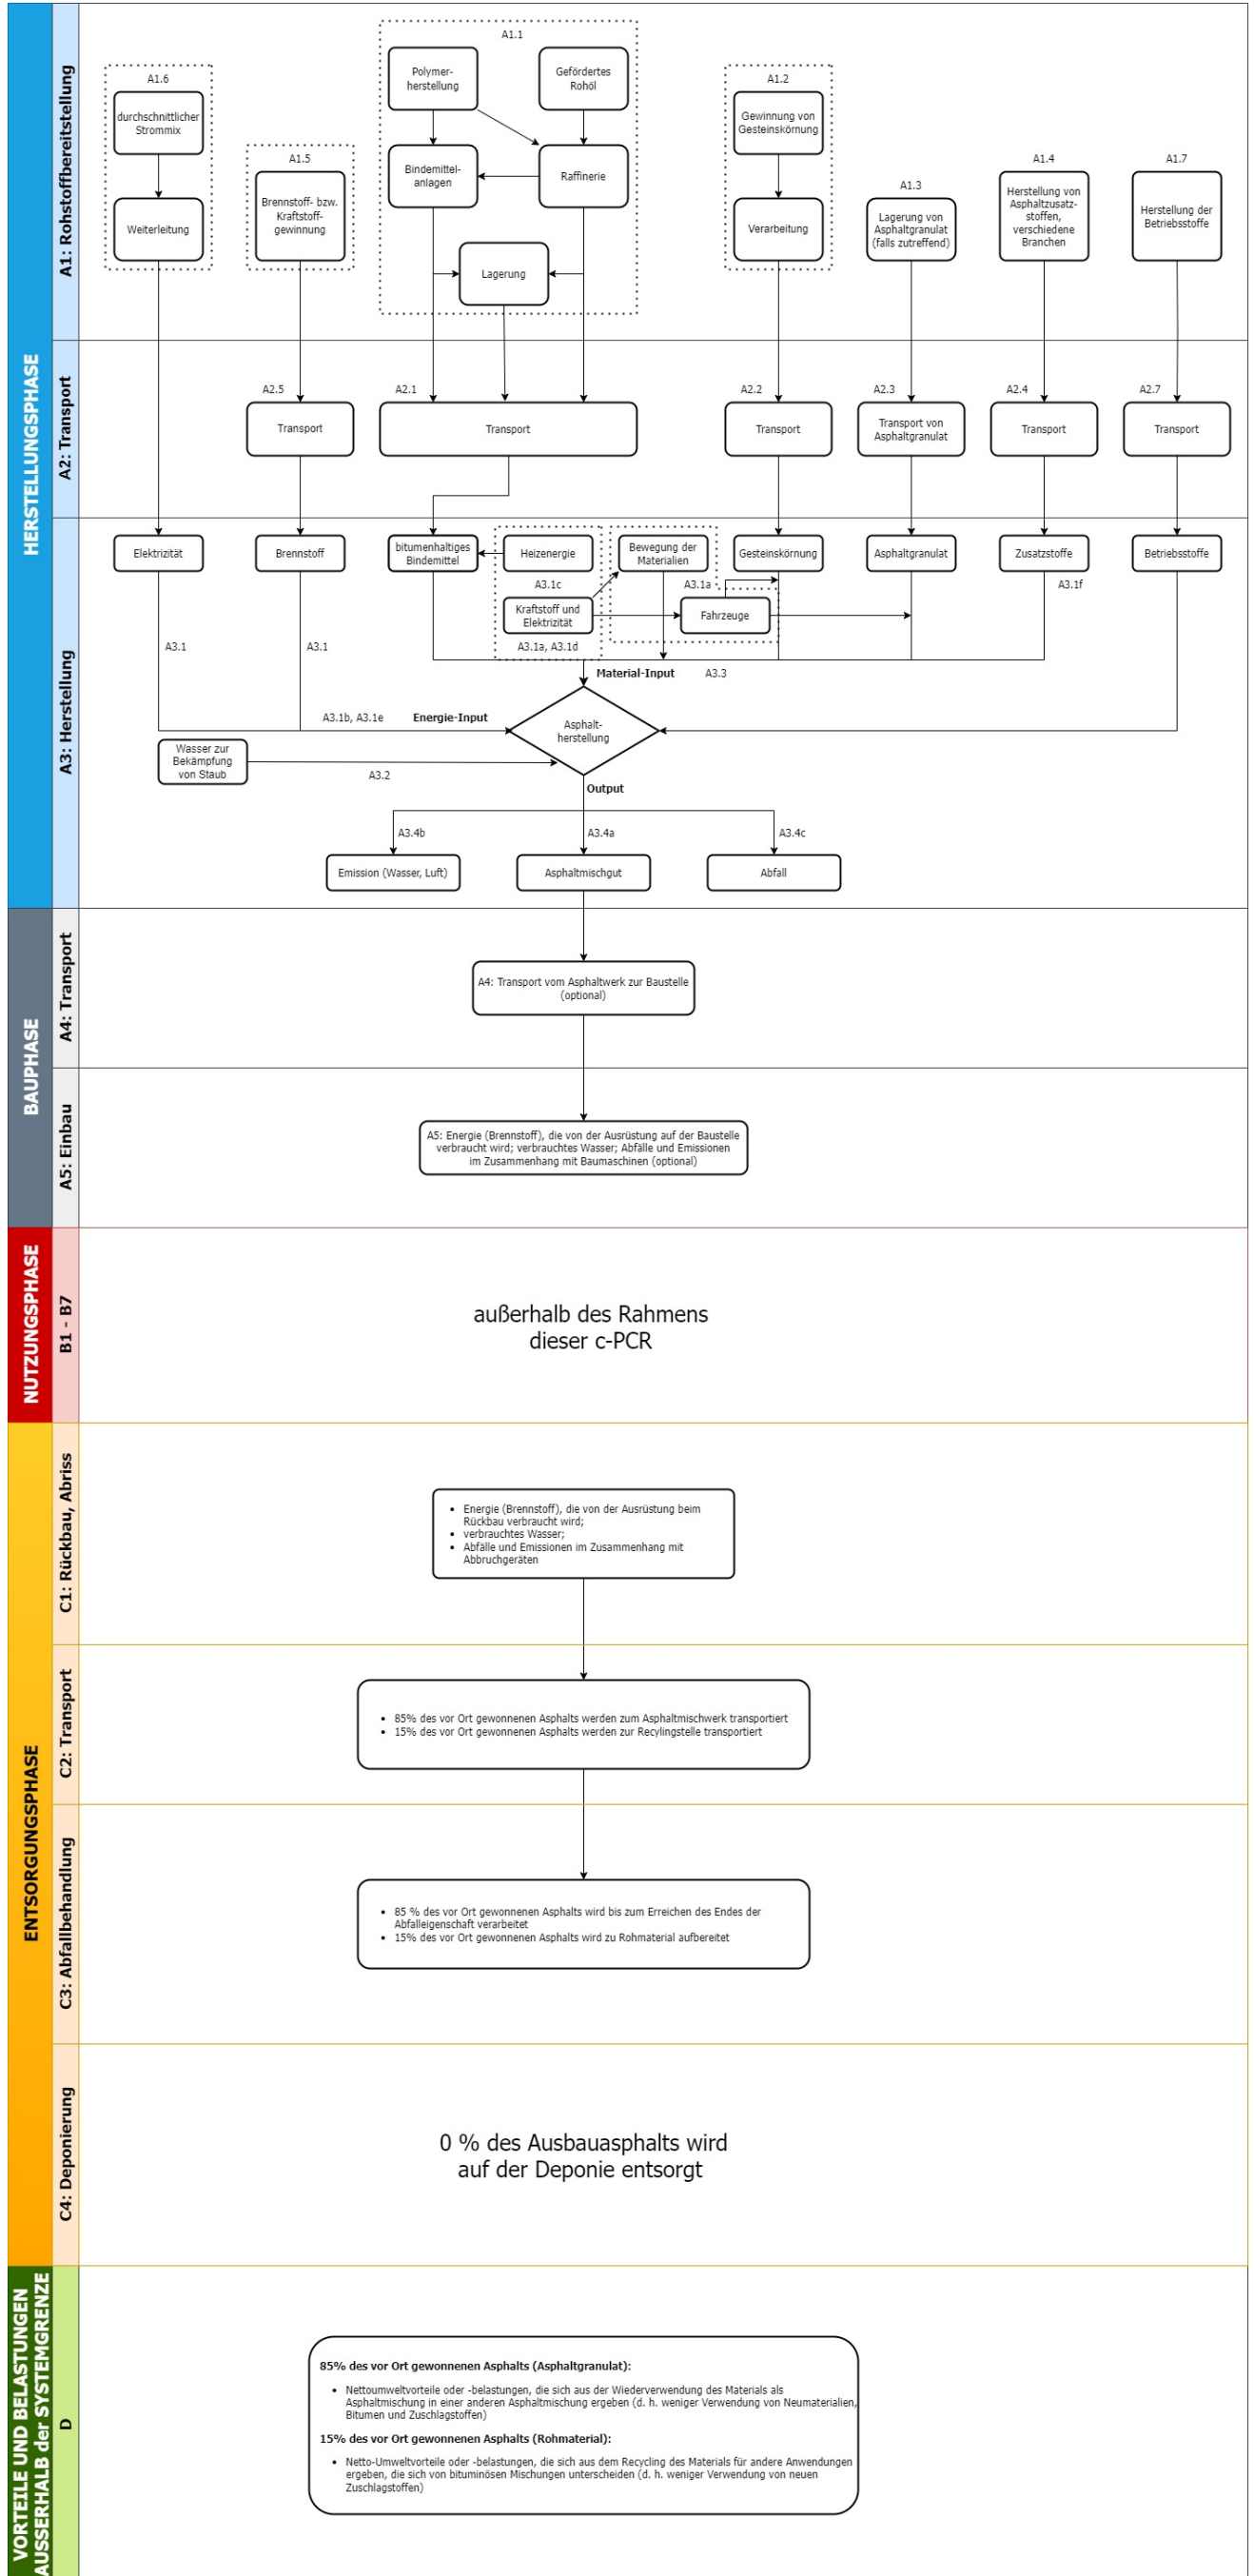 HERSTELLUNGSPHASE
A1: Rohstoffbereitstellung
A1.6
durchschnittlicher
Strommix
Weiterleitung
A1.5
Brennstoff- bzw.
Kraftstoff-
gewinnung
A1.1
Polymer-
herstellung
Gefördertes
Rohöl
Bindemittel-
anlagen
Raffinerie
Lagerung
A1.2
Gewinnung von
Gesteinskörnung
Verarbeitung
A1.3
Lagerung von
Asphaltgranulat
(falls zutreffend)
A1.4
Herstellung von
Asphaltzusatz-
stoffen,
verschiedene
Branchen
A1.7
Herstellung der
Betriebsstoffe
A2: Transport
A2.5
Transport
A2.1
Transport
A2.2
Transport
A2.3
Transport von
Asphaltgranulat
A2.4
Transport
A2.7
Transport
A3: Herstellung
Elektrizität
Brennstoff
bitumenhaltiges
Bindemittel
Heizenergie
A3.1c
Kraftstoff und
Elektrizität
A3.1a, A3.1d
Bewegung der
Materialien
A3.1a
Fahrzeuge
Gesteinskörnung
Asphaltgranulat
Zusatzstoffe
A3.1f
Betriebsstoffe
A3.1
A3.1
Material-Input
A3.3
A3.1b, A3.1e
Energie-Input
Asphalt-
herstellung
Wasser zur
Bekämpfung
von Staub
A3.2
Output
A3.4b
A3.4a
A3.4c
Emission (Wasser, Luft)
Asphaltmischgut
Abfall
BAUPHASE
A4: Transport
A4: Transport vom Asphaltwerk zur Baustelle
(optional)
A5: Einbau
A5: Energie (Brennstoff), die von der Ausrüstung auf der Baustelle
verbraucht wird; verbrauchtes Wasser; Abfälle und Emissionen
im Zusammenhang mit Baumaschinen (optional)
NUTZUNGSPHASE
B1 - B7
außerhalb des Rahmens
dieser c-PCR
ENTSORGUNGSPHASE
C1: Rückbau, Abriss
• Energie (Brennstoff), die von der Ausrüstung beim
Rückbau verbraucht wird;
• verbrauchtes Wasser;
• Abfälle und Emissionen im Zusammenhang mit
Abbruchgeräten
C2: Transport
• 85% des vor Ort gewonnenen Asphalts werden zum Asphaltmischwerk transportiert
• 15% des vor Ort gewonnenen Asphalts werden zur Recylingstelle transportiert
C3: Abfallbehandlung
• 85 % des vor Ort gewonnenen Asphalts wird bis zum Erreichen des Endes der
Abfalleigenschaft verarbeitet
• 15% des vor Ort gewonnenen Asphalts wird zu Rohmaterial aufbereitet
C4: Deponierung
0 % des Ausbauasphalts wird
auf der Deponie entsorgt
VORTEILE UND BELASTUNGEN
AUSSERHALB der SYSTEMGRENZE
D
85% des vor Ort gewonnenen Asphalts (Asphaltgranulat):
• Nettoumweltvorteile oder -belastungen, die sich aus der Wiederverwendung des Materials als
Asphaltmischung in einer anderen Asphaltmischung ergeben (d. h. weniger Verwendung von Neumaterialien,
Bitumen und Zuschlagstoffen)
15% des vor Ort gewonnenen Asphalts (Rohmaterial):
• Netto-Umweltvorteile oder -belastungen, die sich aus dem Recycling des Materials für andere Anwendungen
ergeben, die sich von bituminösen Mischungen unterscheiden (d. h. weniger Verwendung von neuen
Zuschlagstoffen)